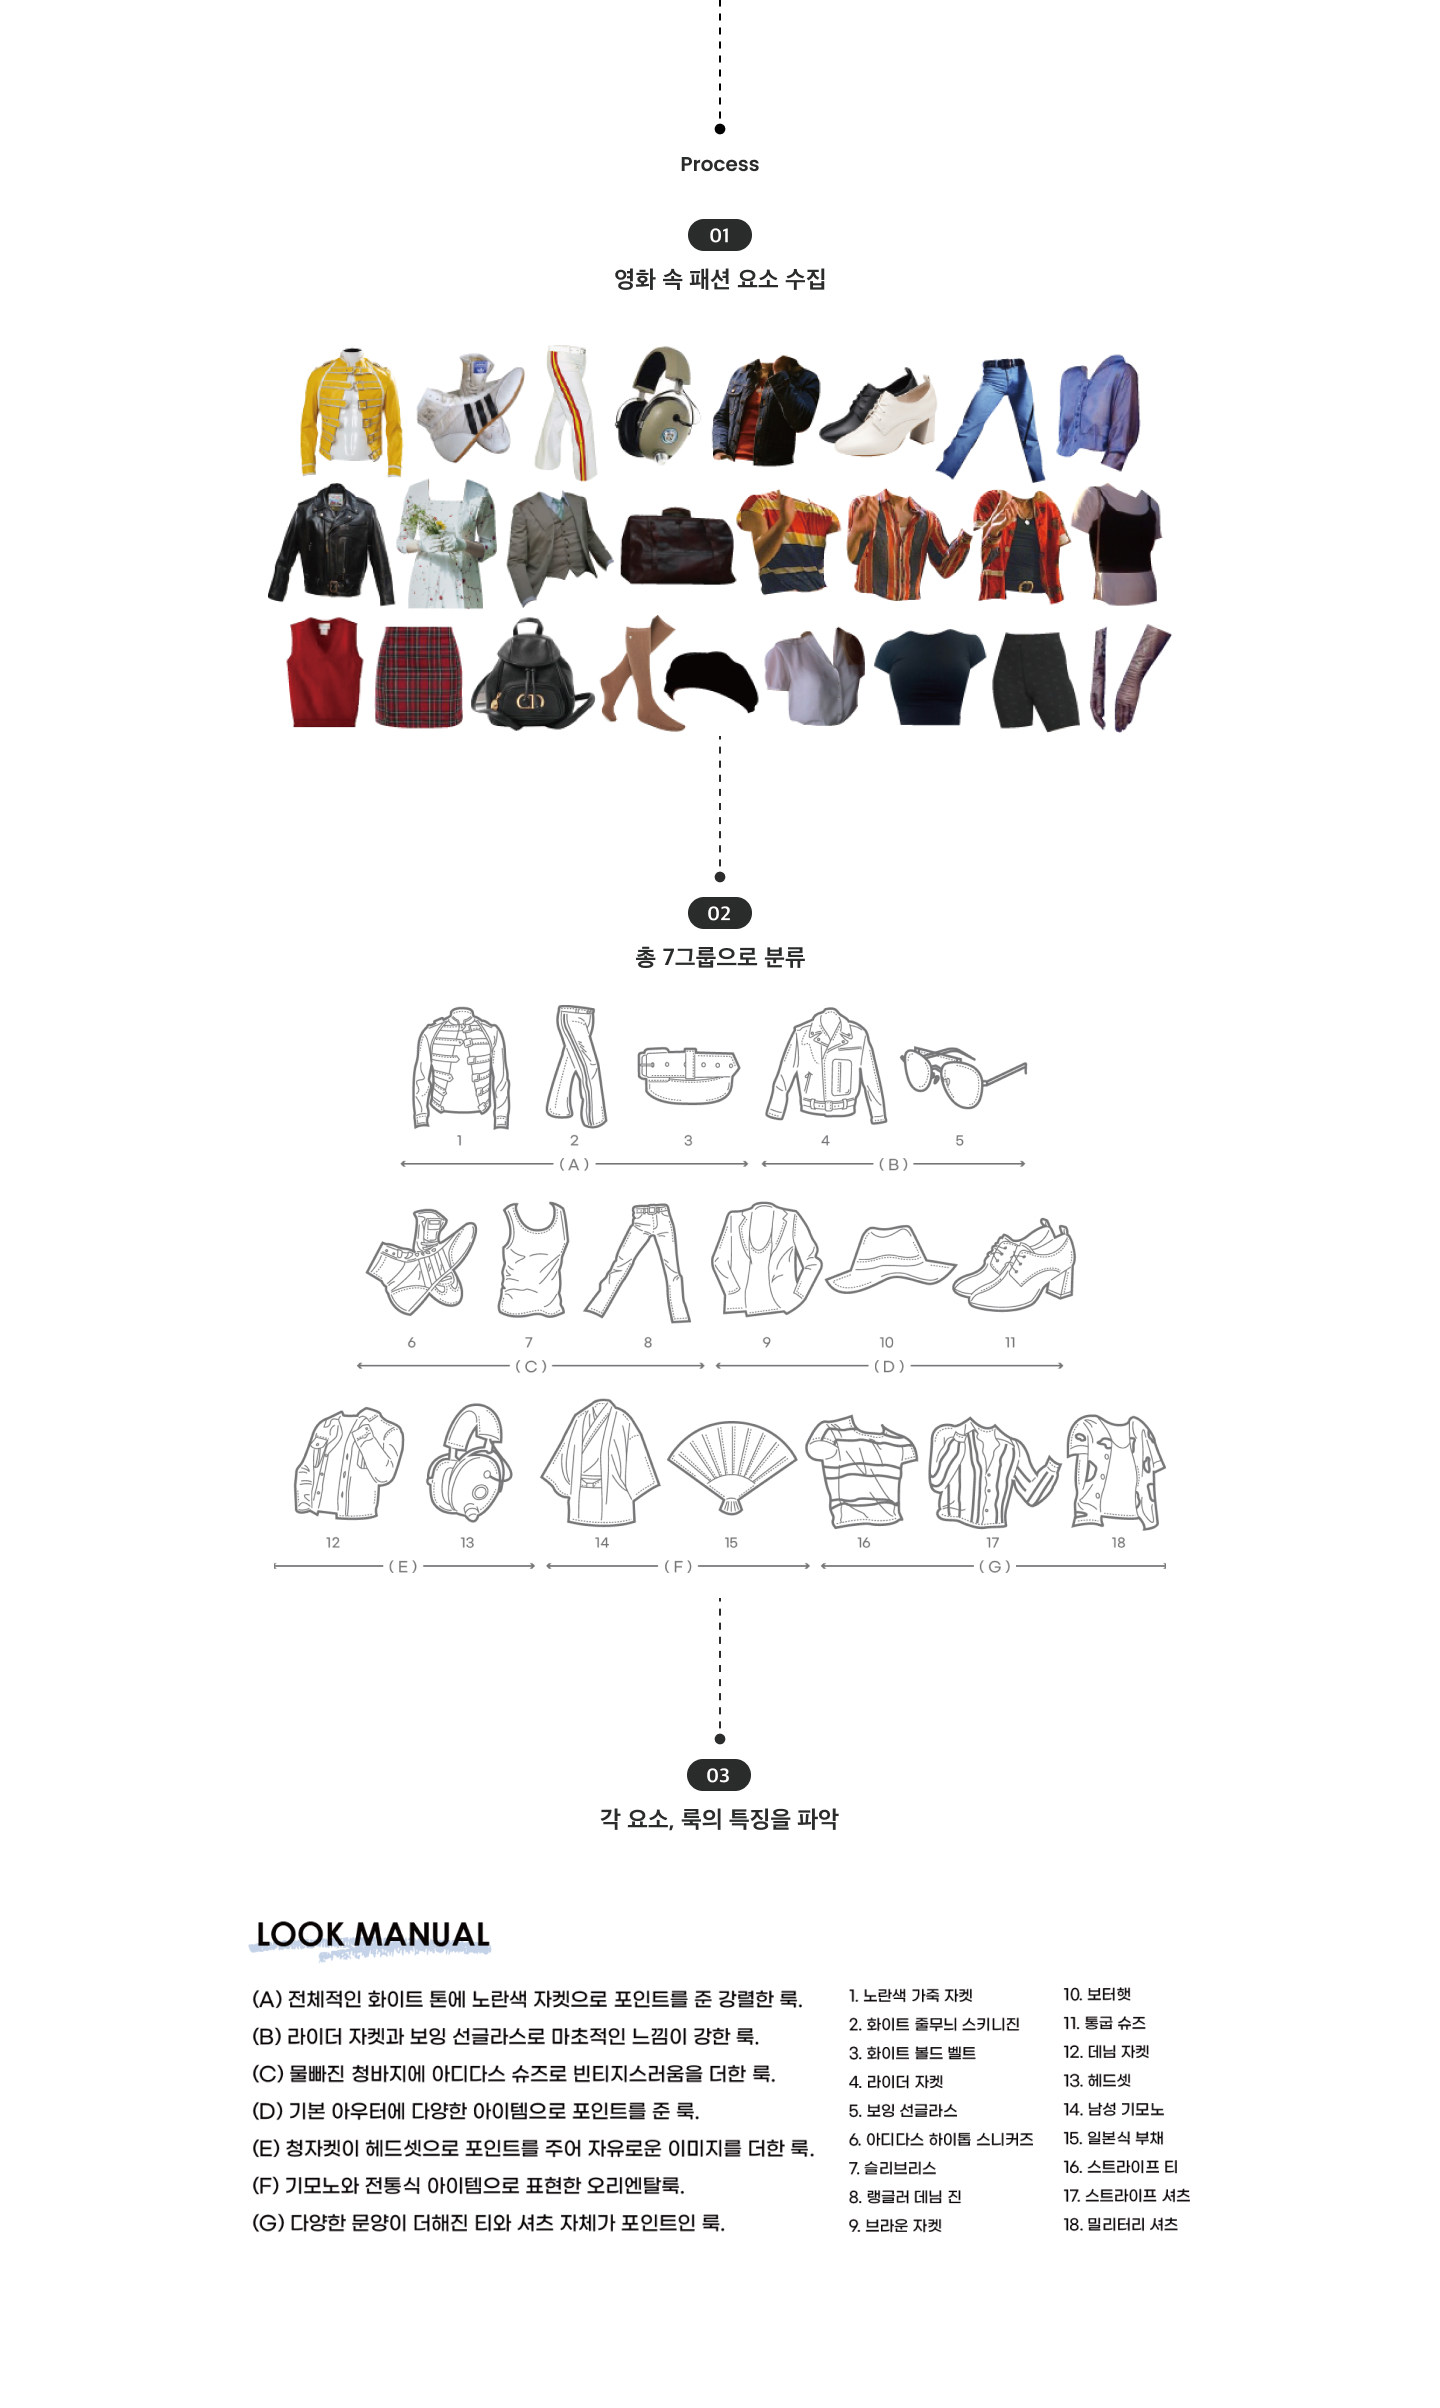 Process
01
영화 속 패션 요소 수집
02
총 7그룹으로 분류
1 2 3 4 5
(A) (B)
6 7 8 9 10 11
(C) (D)
12 13 14 15 16 17 18
(E) (F) (G)
03
각 요소, 룩의 특징을 파악
LOOK MANUAL
(A) 전체적인 화이트 톤에 노란색 자켓으로 포인트를 준 강렬한 룩.
(B) 라이더 자켓과 보잉 선글라스로 마초적인 느낌이 강한 룩.
(C) 물빠진 청바지에 아디다스 슈즈로 빈티지스러움을 더한 룩.
(D) 기본 아우터에 다양한 아이템으로 포인트를 준 룩.
(E) 청자켓이 헤드셋으로 포인트를 주어 자유로운 이미지를 더한 룩.
(F) 기모노와 전통식 아이템으로 표현한 오리엔탈룩.
(G) 다양한 문양이 더해진 티와 셔츠 자체가 포인트인 룩.
1. 노란색 가죽 자켓
2. 화이트 줄무늬 스키니진
3. 화이트 볼드 벨트
4. 라이더 자켓
5. 보잉 선글라스
6. 아디다스 하이톱 스니커즈
7. 슬리브리스
8. 랭글러 데님 진
9. 브라운 자켓
10. 보터햇
11. 통굽 슈즈
12. 데님 자켓
13. 헤드셋
14. 남성 기모노
15. 일본식 부채
16. 스트라이프 티
17. 스트라이프 셔츠
18. 밀리터리 셔츠